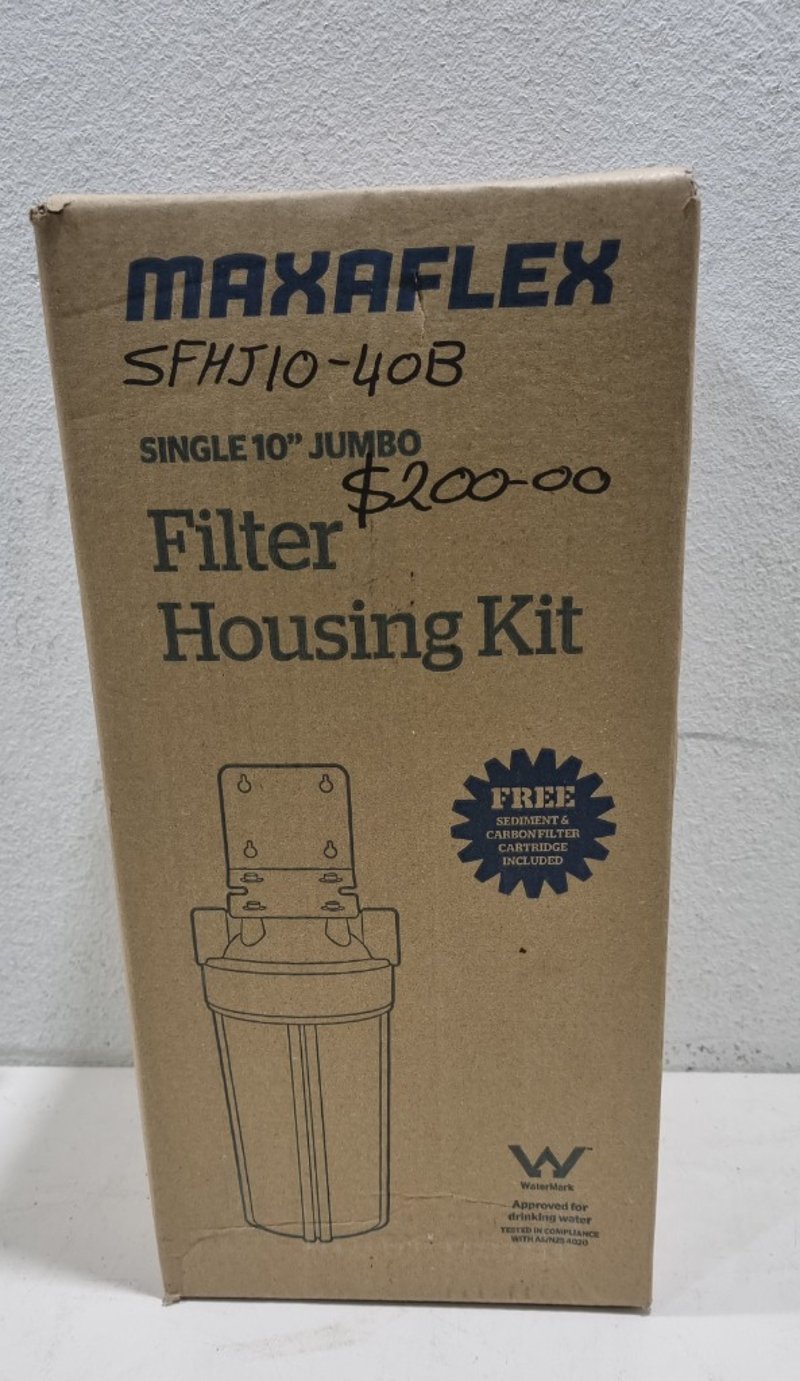 MAXAFLEX
SFHJ10-40B
SINGLE 10” JUMBO
$200-00
Filter
Housing Kit
FREE
SEDIMENT &
CARBON FILTER
CARTRIDGE
INCLUDED
W™
WaterMark
Approved for
drinking water
TESTED IN COMPLIANCE
WITH AS/NZS 4020